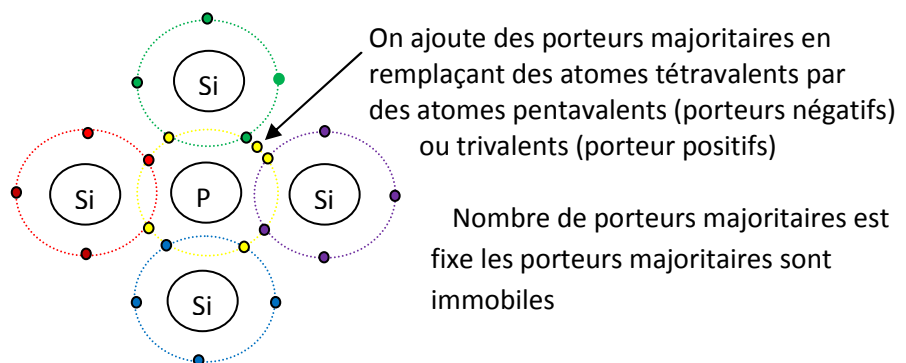 Si
On ajoute des porteurs majoritaires en
remplaçant des atomes tétravalents par
des atomes pentavalents (porteurs négatifs)
ou trivalents (porteur positifs)
Si
P
Si
Nombre de porteurs majoritaires est
fixe les porteurs majoritaires sont
immobiles
Si